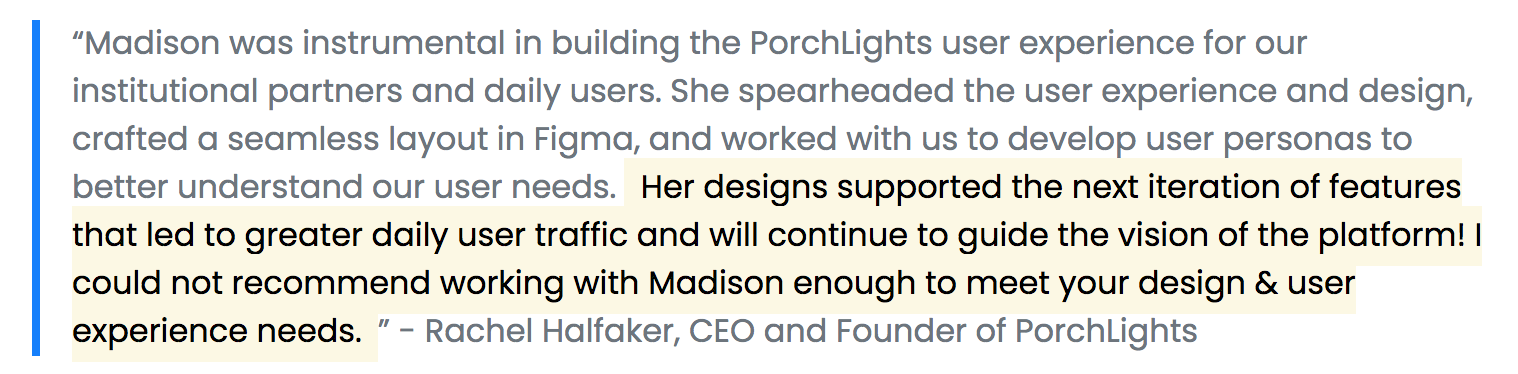 “Madison was instrumental in building the PorchLights user experience for our
institutional partners and daily users. She spearheaded the user experience and design,
crafted a seamless layout in Figma, and worked with us to develop user personas to
better understand our user needs. Her designs supported the next iteration of features
that led to greater daily user traffic and will continue to guide the vision of the platform! I
could not recommend working with Madison enough to meet your design & user
experience needs. ” - Rachel Halfaker, CEO and Founder of PorchLights